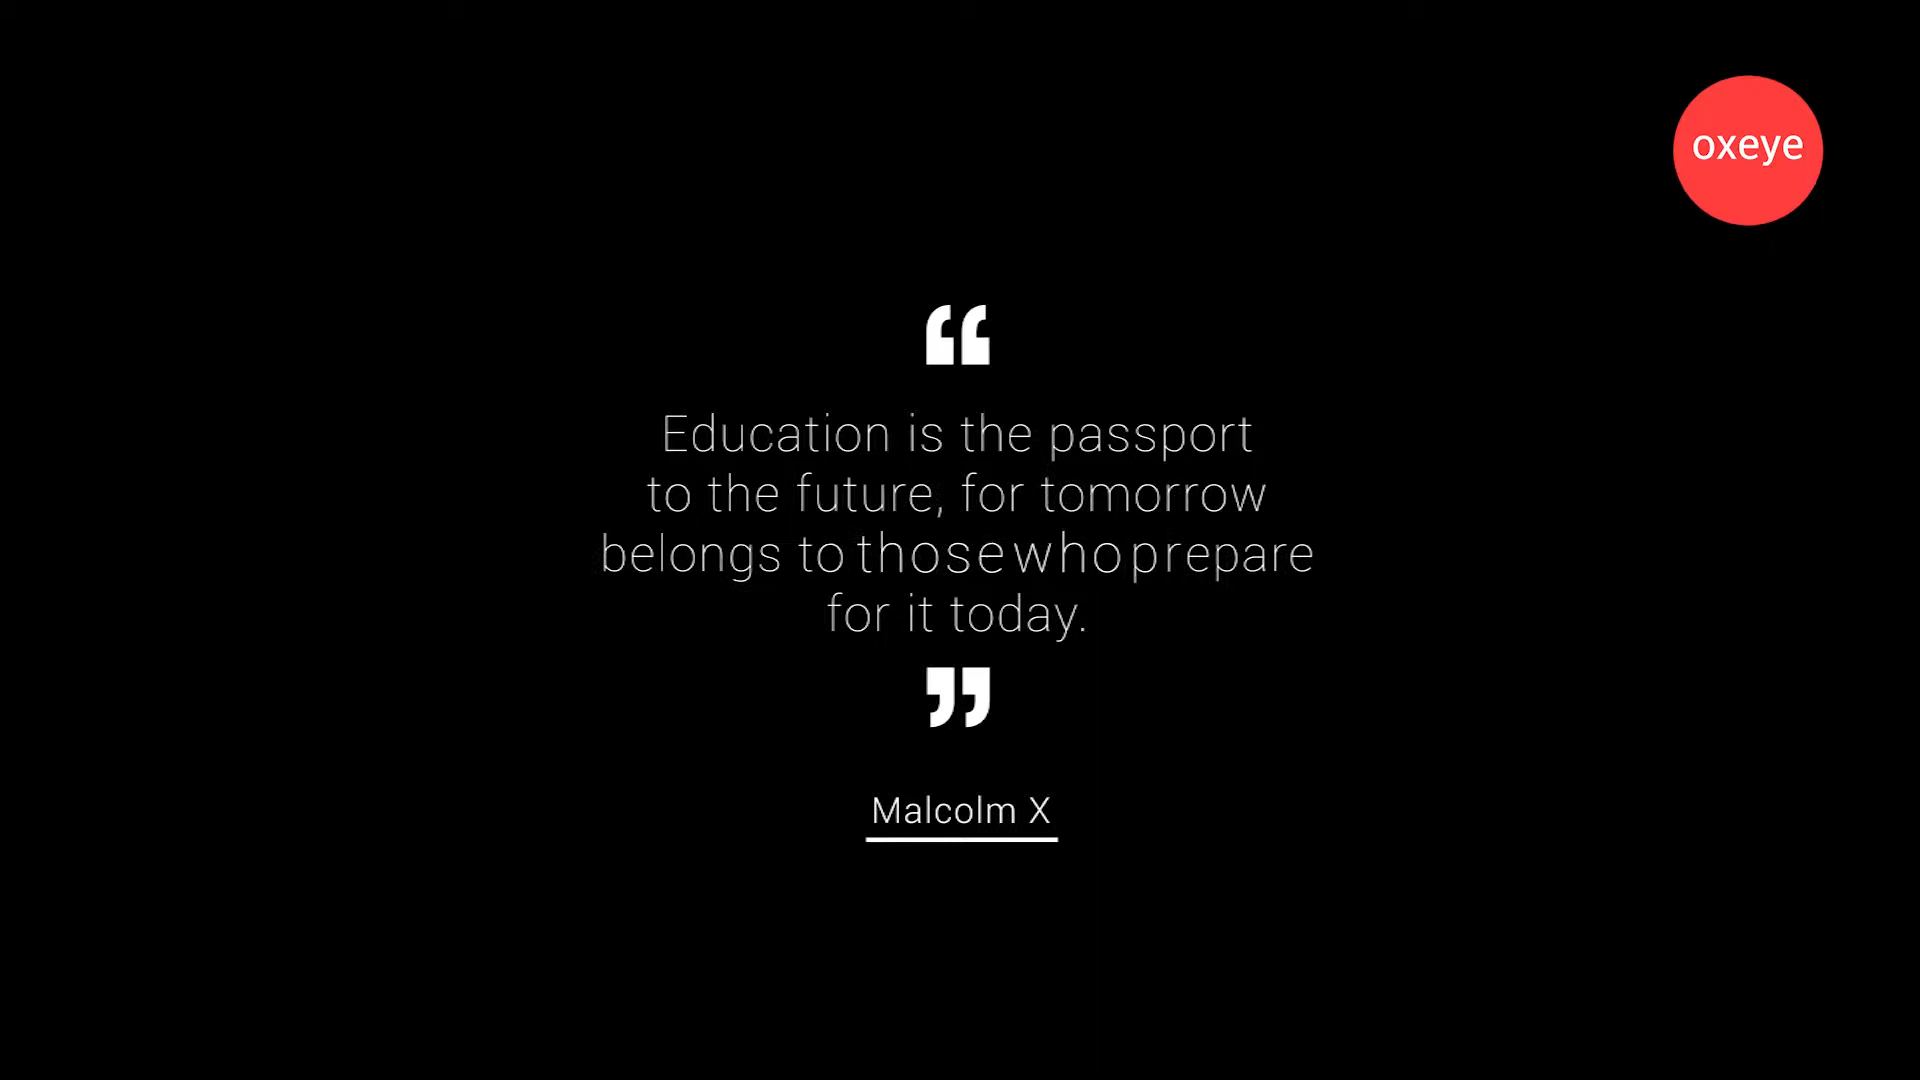 oxeye
“
Education is the passport
to the future, for tomorrow
belongs to those who prepare
for it today.
”
Malcolm X